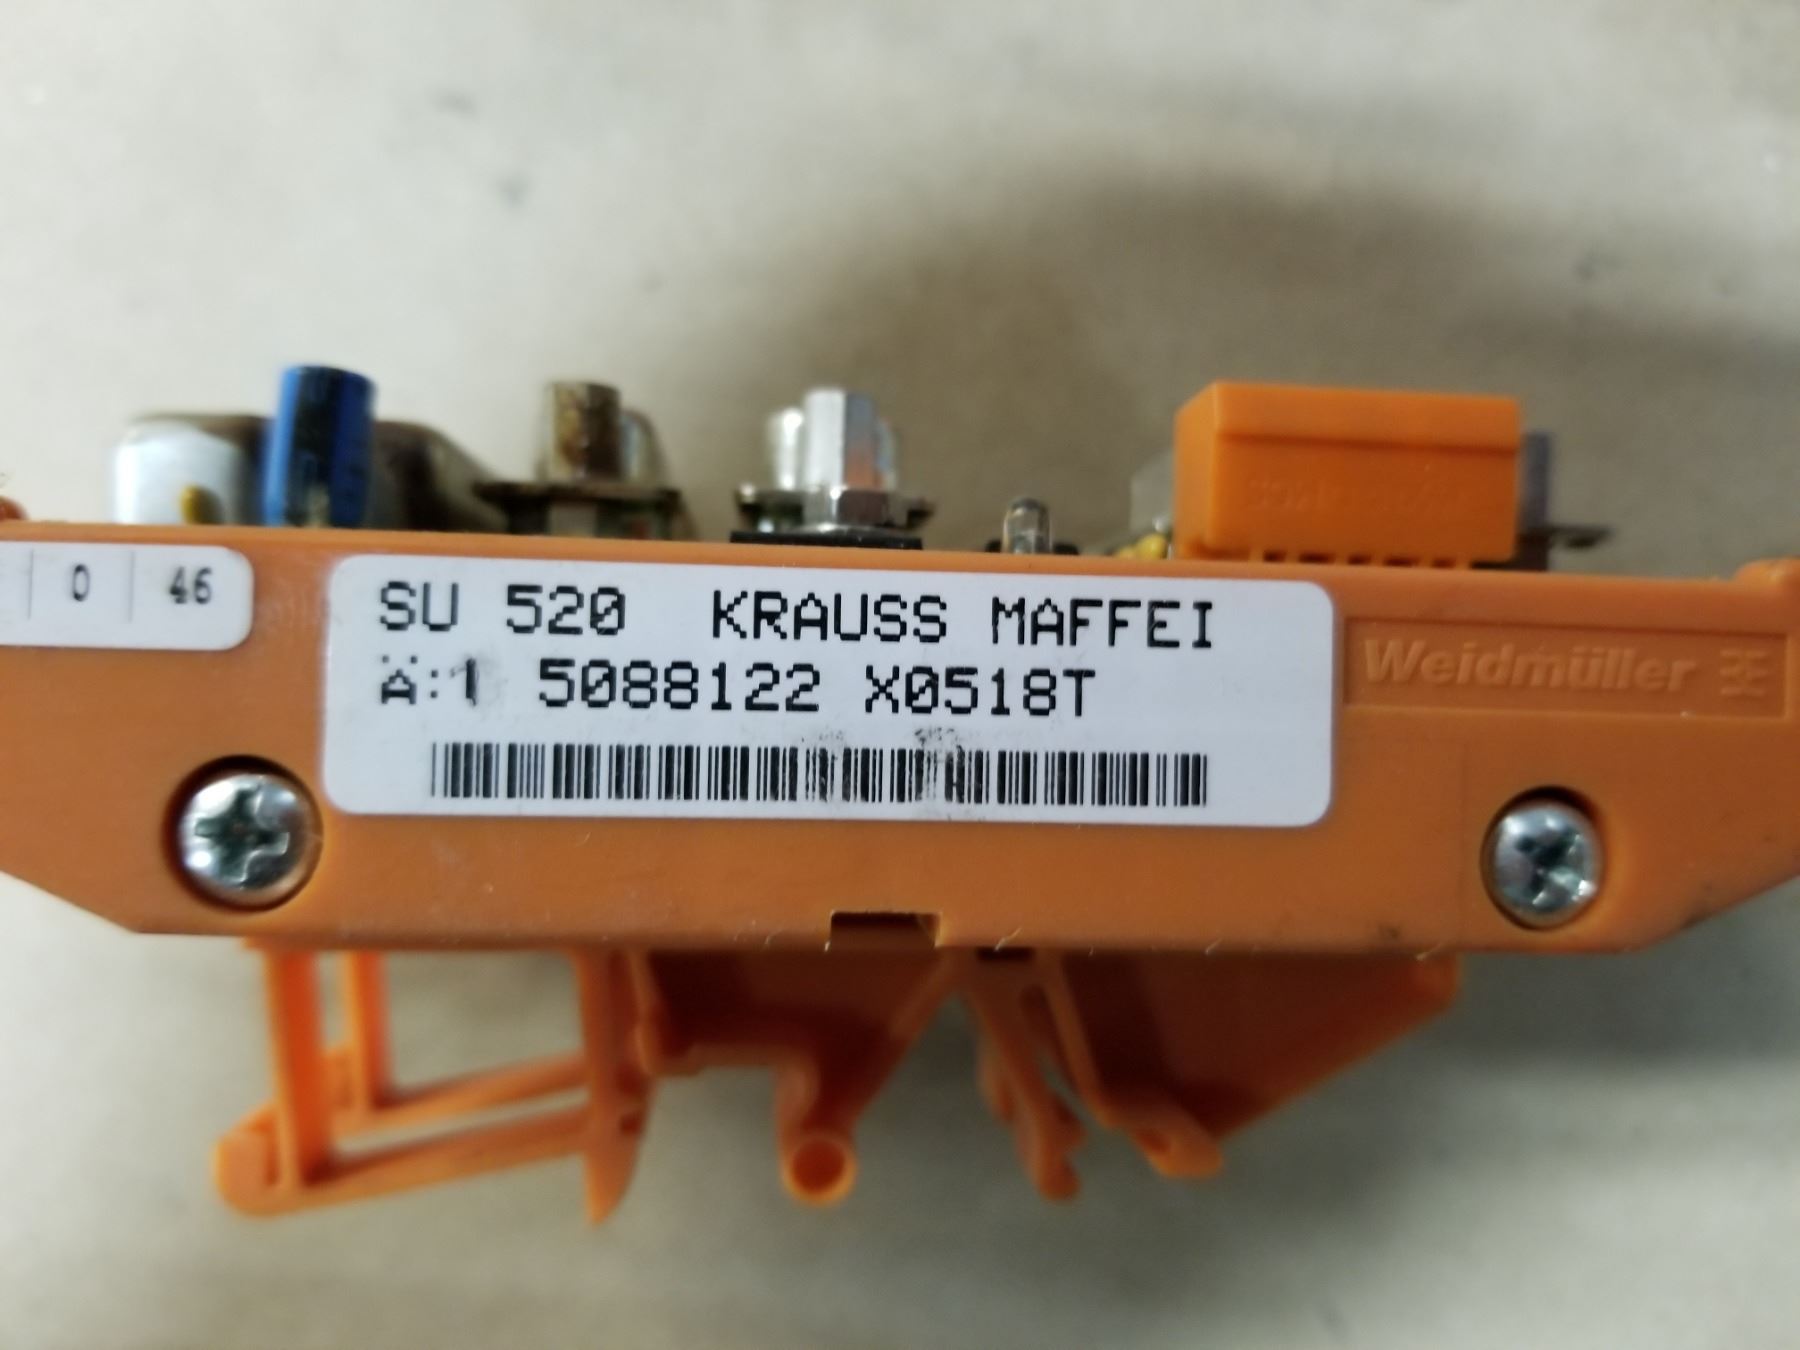 0 46
SU 520 KRAUSS MAFFEI
Ä:1 5088122 X0518T
Weidmüller